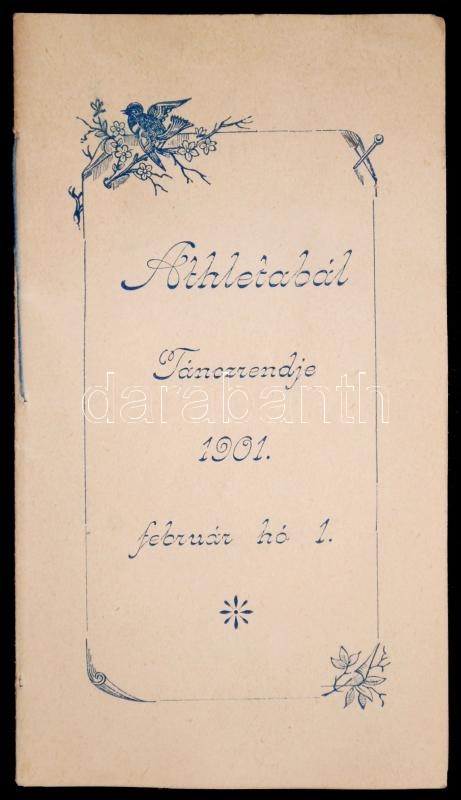 Athletabál
Tánczrendje
darabanth
1901.
február hó 1.